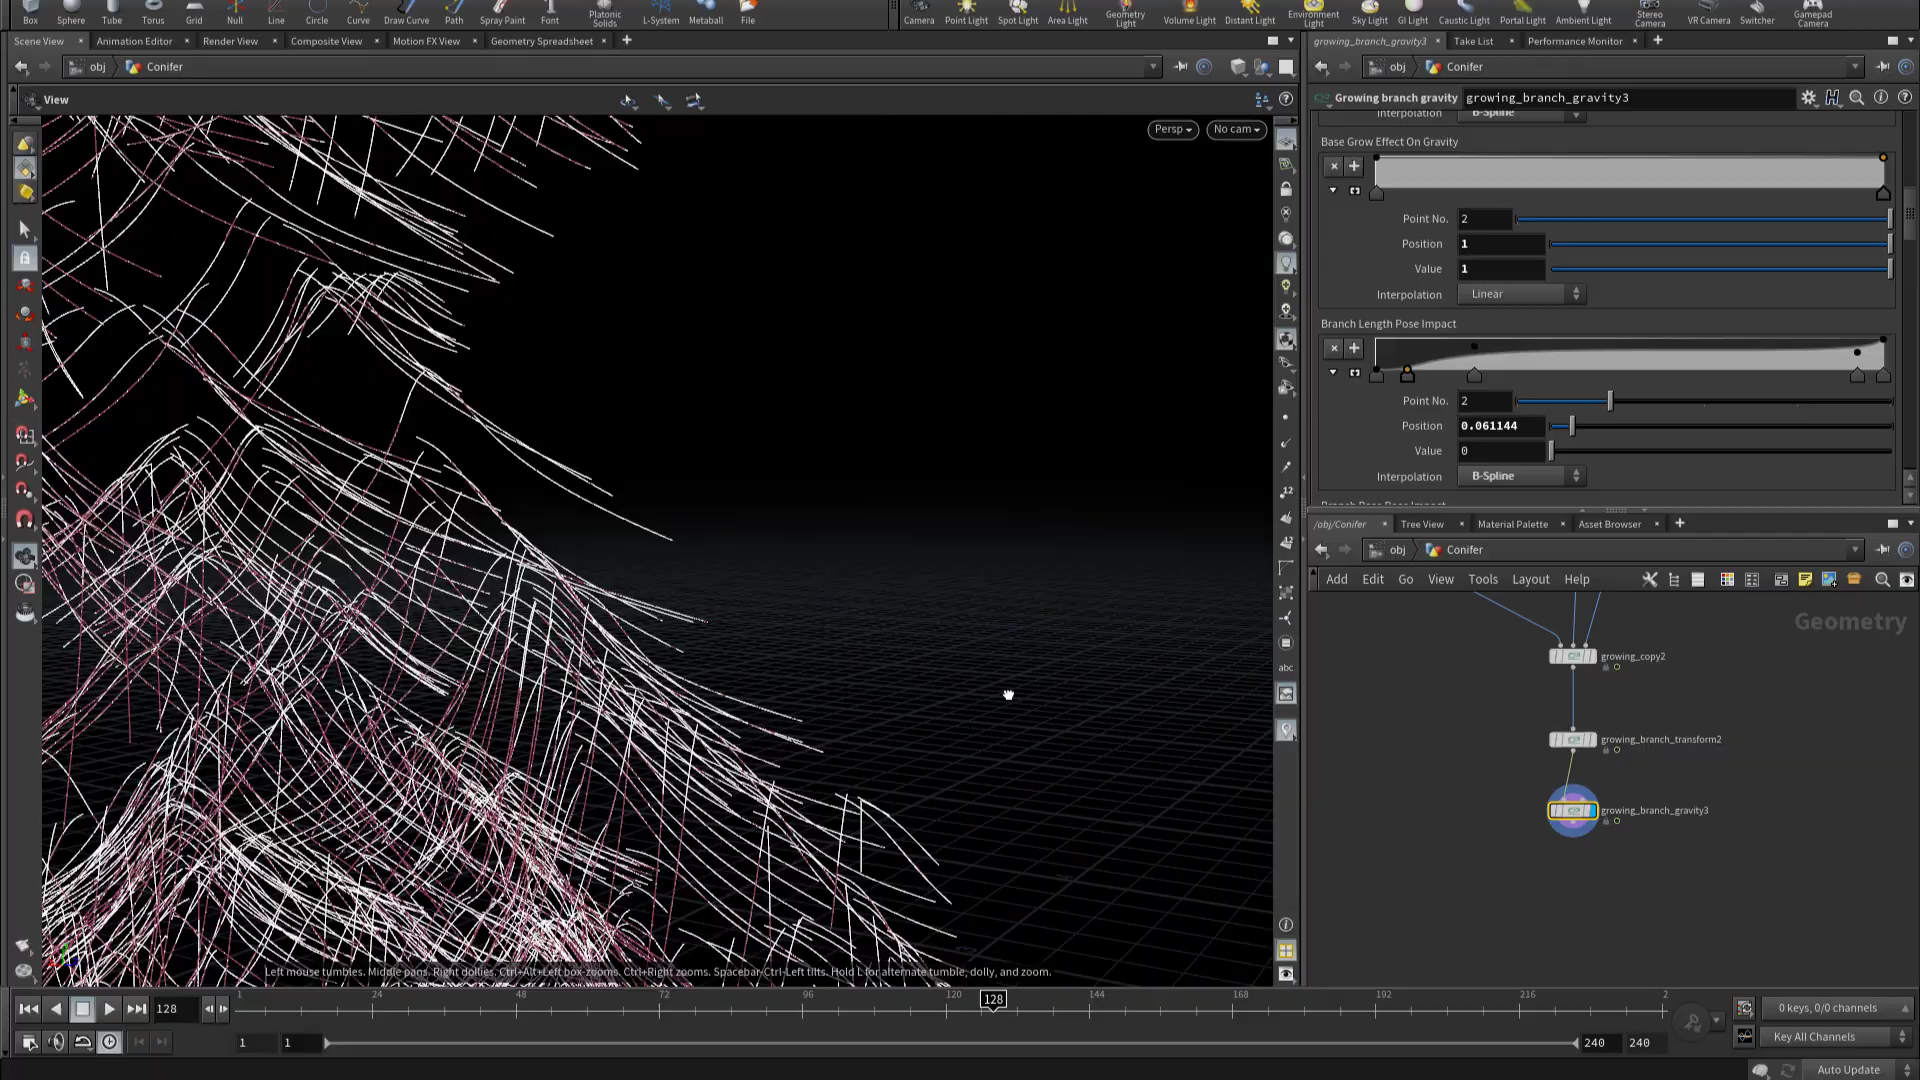 Box Sphere Tube Torus Grid Null Line Circle Curve Draw Curve Path Spray Paint Font Platonic Solids L-System Metaball File
Camera Point Light Spot Light Area Light Geometry Light Volume Light Distant Light Environment Light Sky Light GI Light Caustic Light Portal Light Ambient Light Stereo Camera VR Camera Switcher Gamepad Camera
Scene View Animation Editor Render View Composite View Motion FX View Geometry Spreadsheet
growing_branch_gravity3 Take List Performance Monitor
obj Conifer
obj Conifer
View
Growing branch gravity growing_branch_gravity3
Interpolation B-Spline
Persp No cam
Base Grow Effect On Gravity
Point No. 2
Position 1
Value 1
Interpolation Linear
Branch Length Pose Impact
Point No. 2
Position 0.061144
Value 0
Interpolation B-Spline
/obj/Conifer Tree View Material Palette Asset Browser
obj Conifer
Add Edit Go View Tools Layout Help
Geometry
growing_copy2
growing_branch_transform2
growing_branch_gravity3
12
12
abc
Left mouse tumbles. Middle pans. Right dollies. Ctrl+Alt+Left box-zooms. Ctrl+Right zooms. Spacebar-Ctrl-Left tilts. Hold L for alternate tumble, dolly, and zoom.
128
1 24 48 72 96 120 128 144 168 192 216 2
0 keys, 0/0 channels
1 1 240 240
Key All Channels
Auto Update